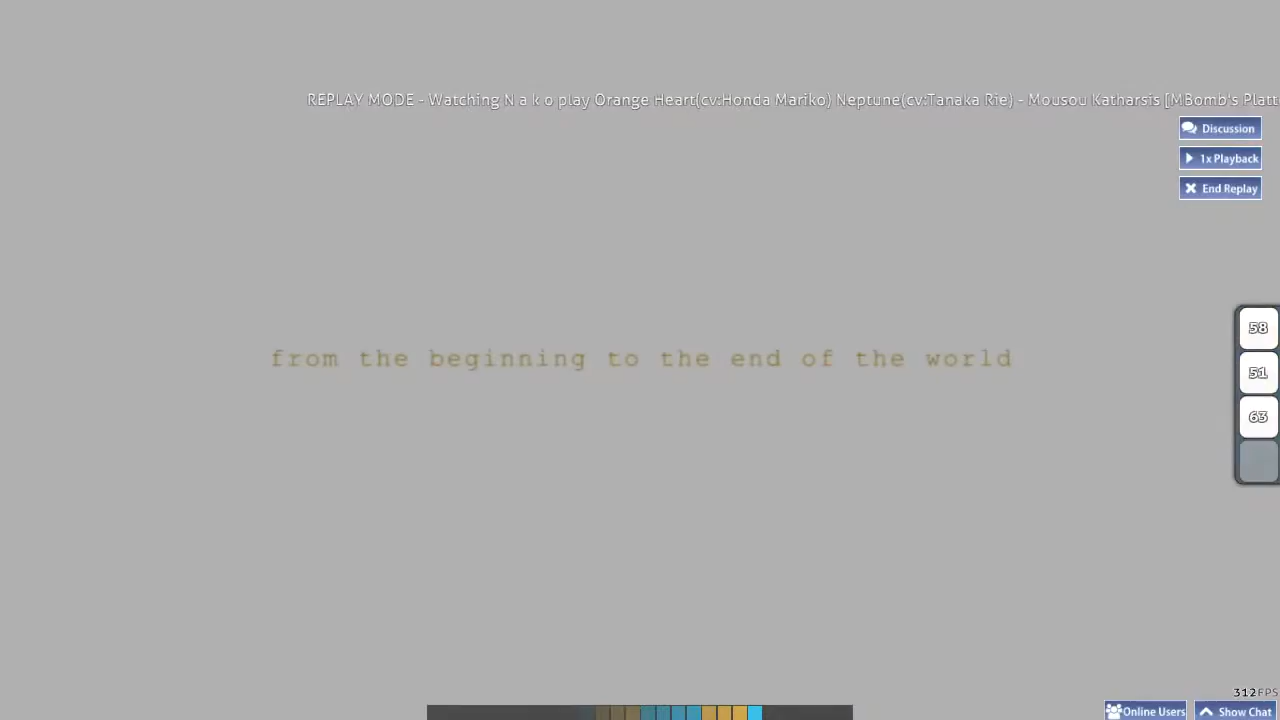 REPLAY MODE - Watching N a k o play Orange Heart(cv:Honda Mariko) Neptune(cv:Tanaka Rie) - Mousou Katharsis [MBomb's Platt
Discussion
1x Playback
End Replay
58
from the beginning to the end of the world
51
63
312FPS
Online Users
Show Chat